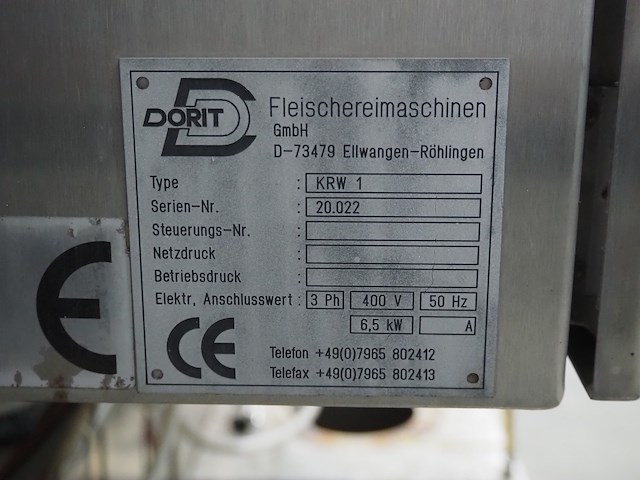 DORIT
Fleischereimaschinen
GmbH
D-73479 Ellwangen-Röhlingen
Type : KRW 1
Serien-Nr. : 20.022
Steuerungs-Nr. :
Netzdruck :
Betriebsdruck :
Elektr, Anschlusswert : 3 Ph 400 V 50 Hz
6,5 kW A
CE
Telefon +49(0)7965 802412
Telefax +49(0)7965 802413
E